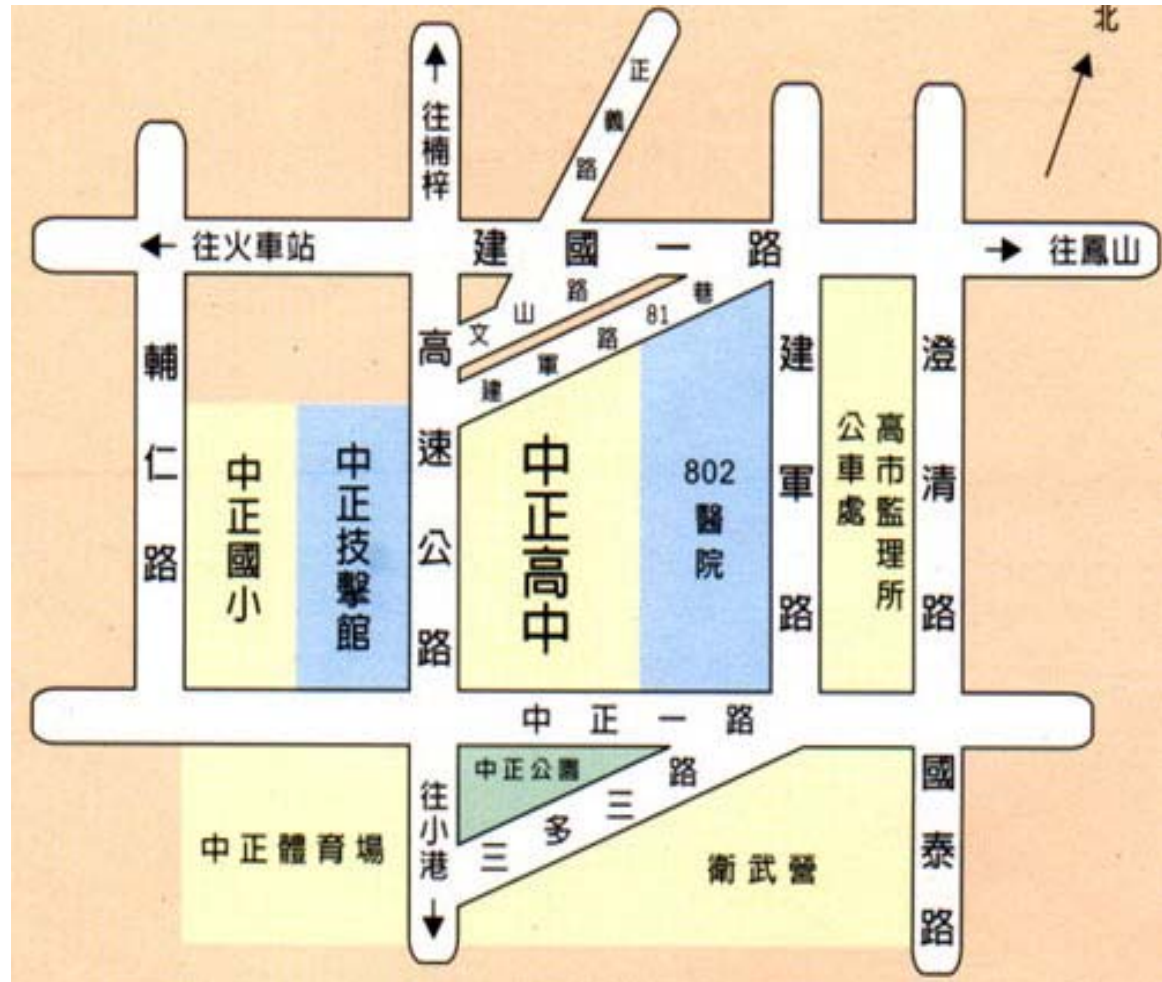 北
正義路
往楠梓
往火車站
建國一路
往鳳山
文山路
建軍路81巷
輔仁路
高速公路
建軍路
澄清路
中正國小
中正技擊館
中正高中
802
醫院
高市監理所
公車處
中正一路
中正公園
三多三路
往小港
國泰路
中正體育場
衛武營